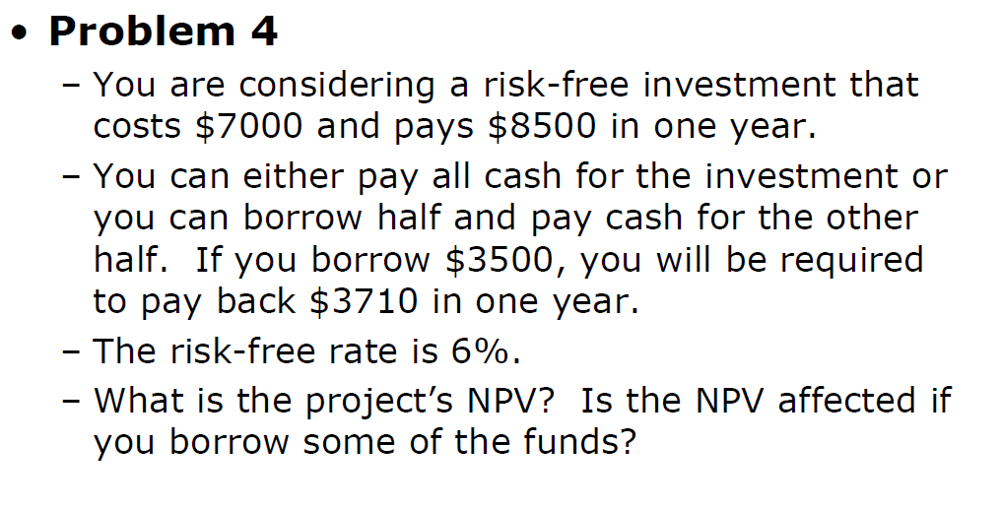 • Problem 4
– You are considering a risk-free investment that
costs $7000 and pays $8500 in one year.
– You can either pay all cash for the investment or
you can borrow half and pay cash for the other
half.  If you borrow $3500, you will be required
to pay back $3710 in one year.
– The risk-free rate is 6%.
– What is the project’s NPV?  Is the NPV affected if
you borrow some of the funds?